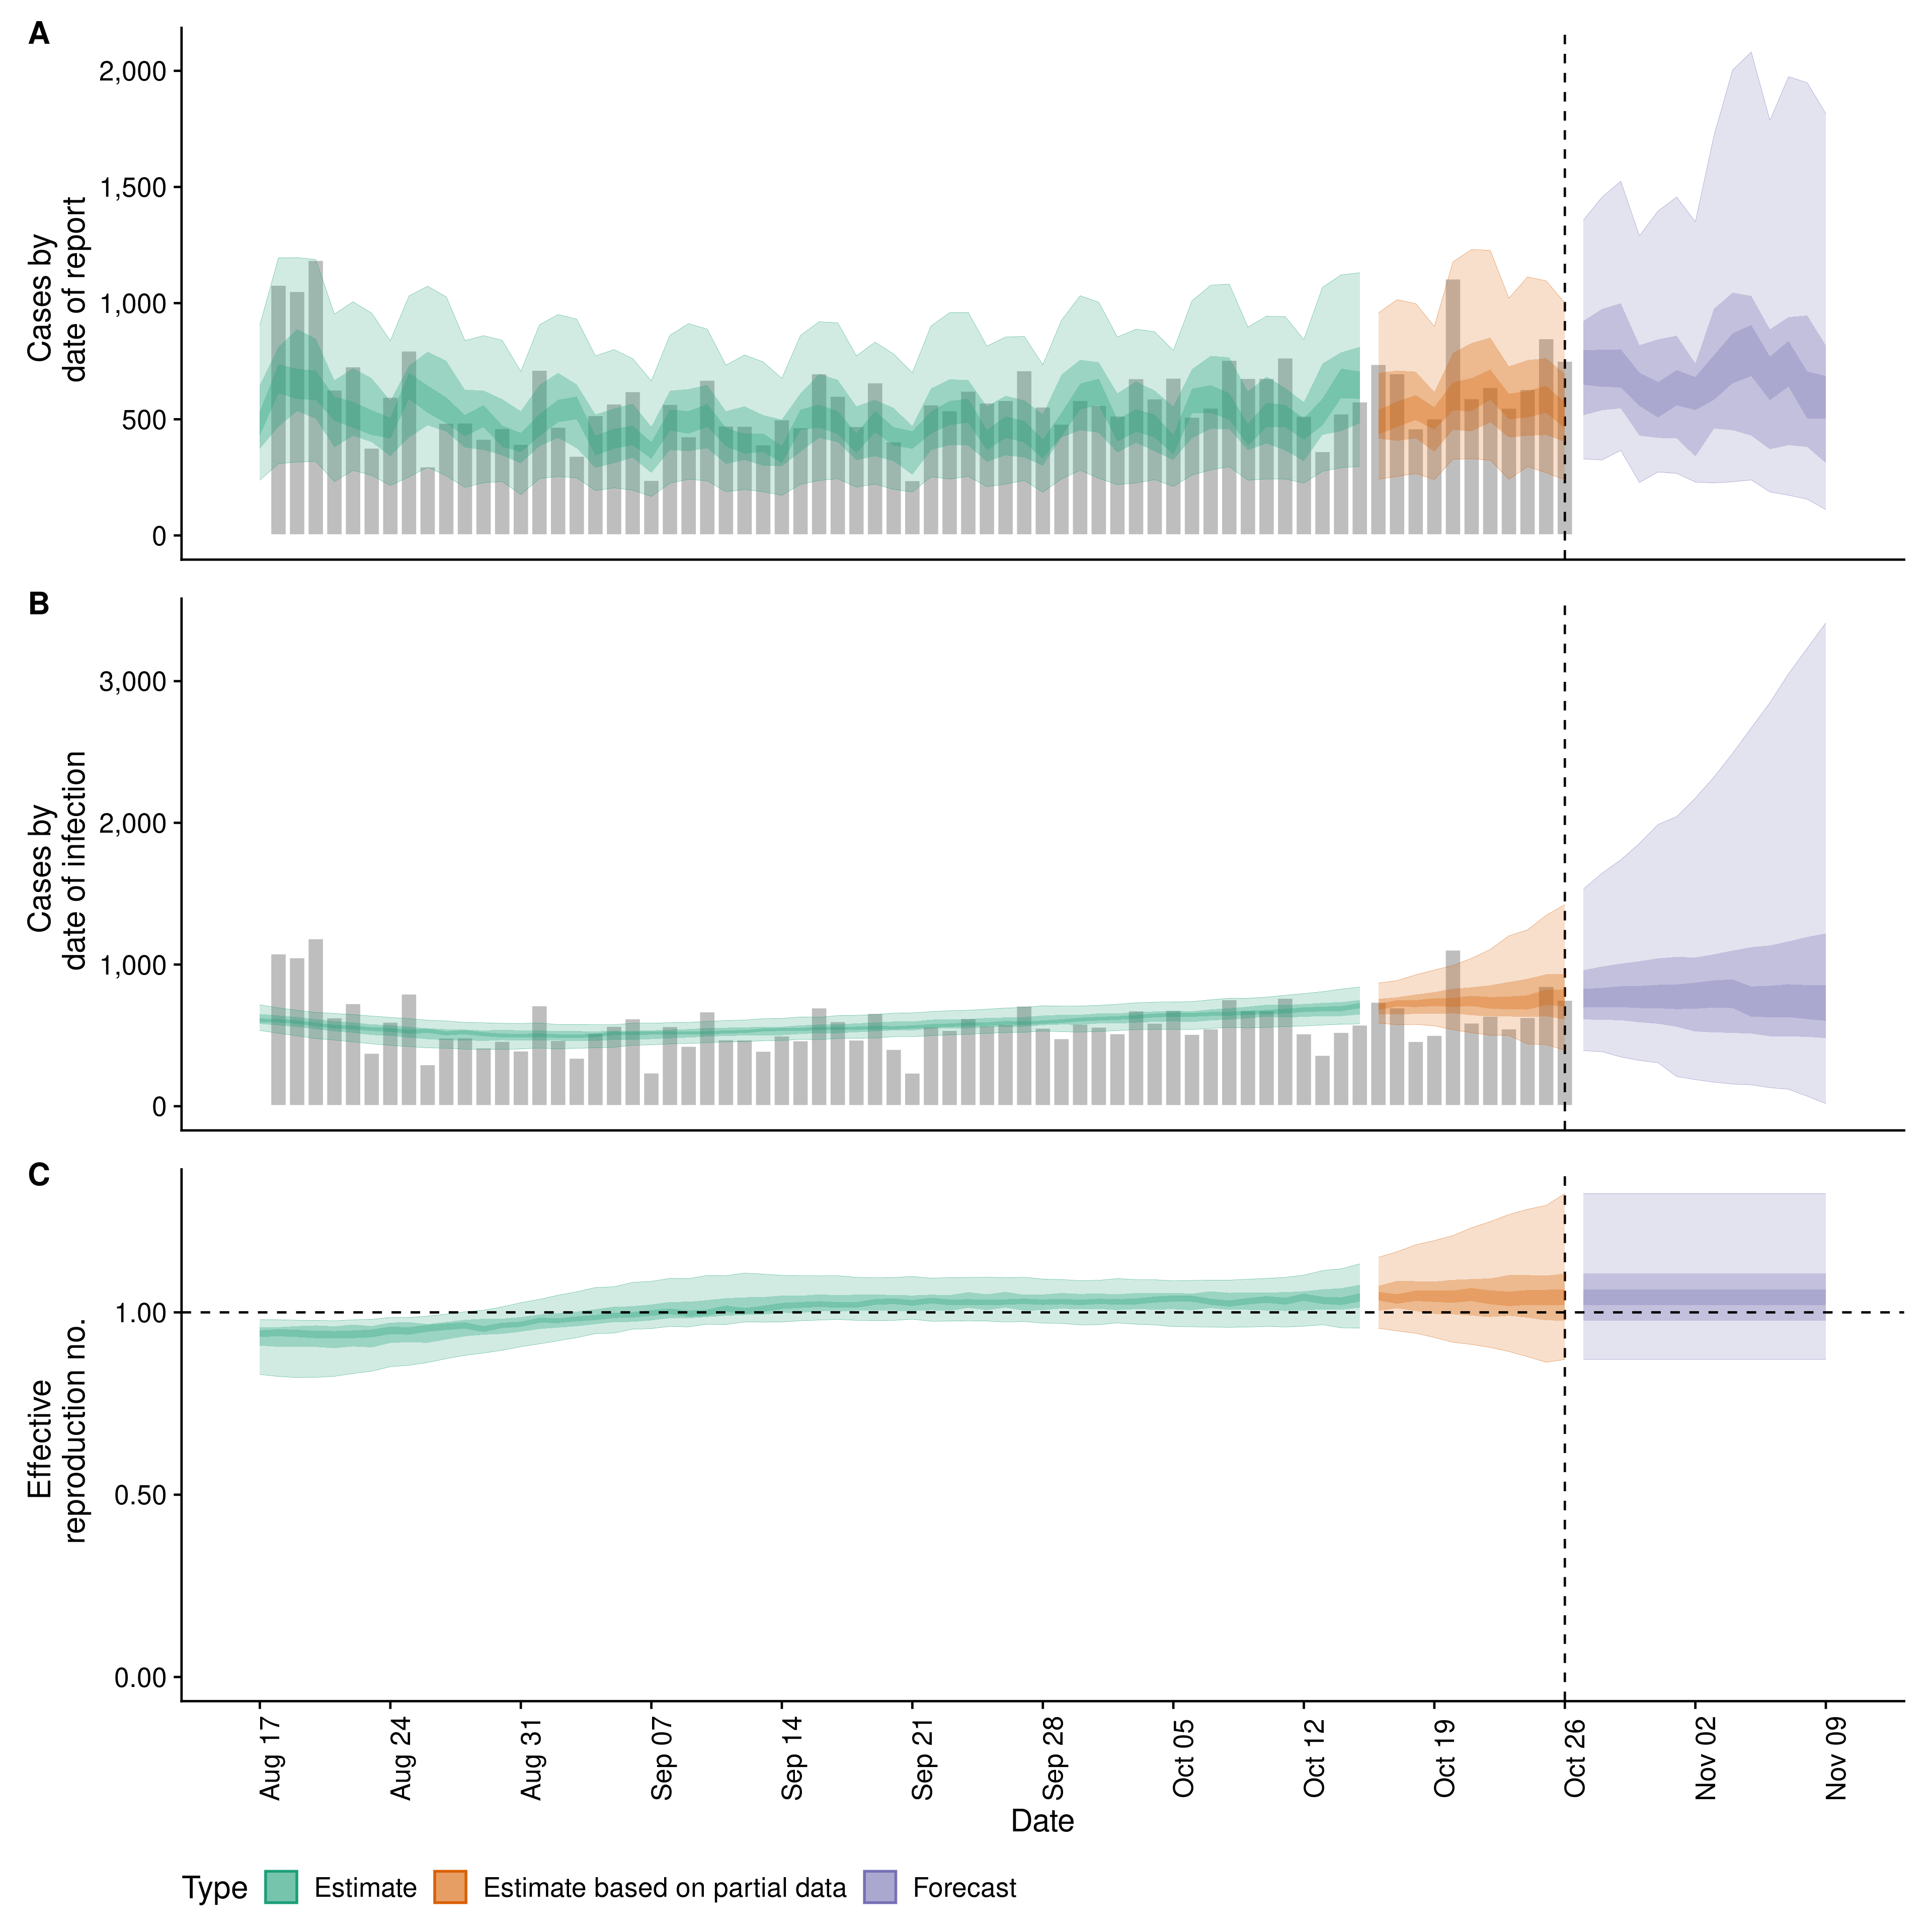 A
Cases by
date of report
2,000
1,500
1,000
500
0
B
Cases by
date of infection
3,000
2,000
1,000
0
C
Effective
reproduction no.
1.00
0.50
0.00
Aug 17
Aug 24
Aug 31
Sep 07
Sep 14
Sep 21
Sep 28
Oct 05
Oct 12
Oct 19
Oct 26
Nov 02
Nov 09
Date
Type Estimate Estimate based on partial data Forecast